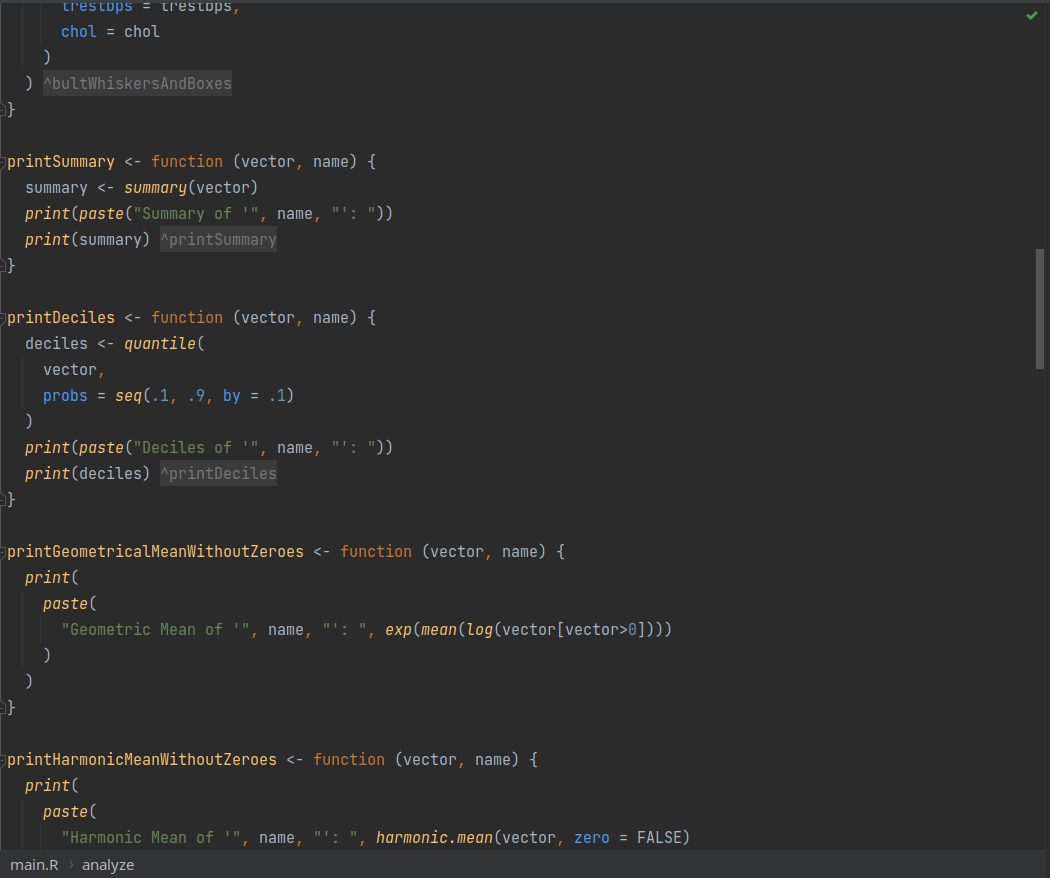 trestbps = trestbps,
chol = chol
)
) ^bultWhiskersAndBoxes
}
printSummary <- function (vector, name) {
summary <- summary(vector)
print(paste("Summary of '", name, "': "))
print(summary) ^printSummary
}
printDeciles <- function (vector, name) {
deciles <- quantile(
vector,
probs = seq(.1, .9, by = .1)
)
print(paste("Deciles of '", name, "': "))
print(deciles) ^printDeciles
}
printGeometricalMeanWithoutZeroes <- function (vector, name) {
print(
paste(
"Geometric Mean of '", name, "': ", exp(mean(log(vector[vector>0])))
)
)
}
printHarmonicMeanWithoutZeroes <- function (vector, name) {
print(
paste(
"Harmonic Mean of '", name, "': ", harmonic.mean(vector, zero = FALSE)
main.R > analyze